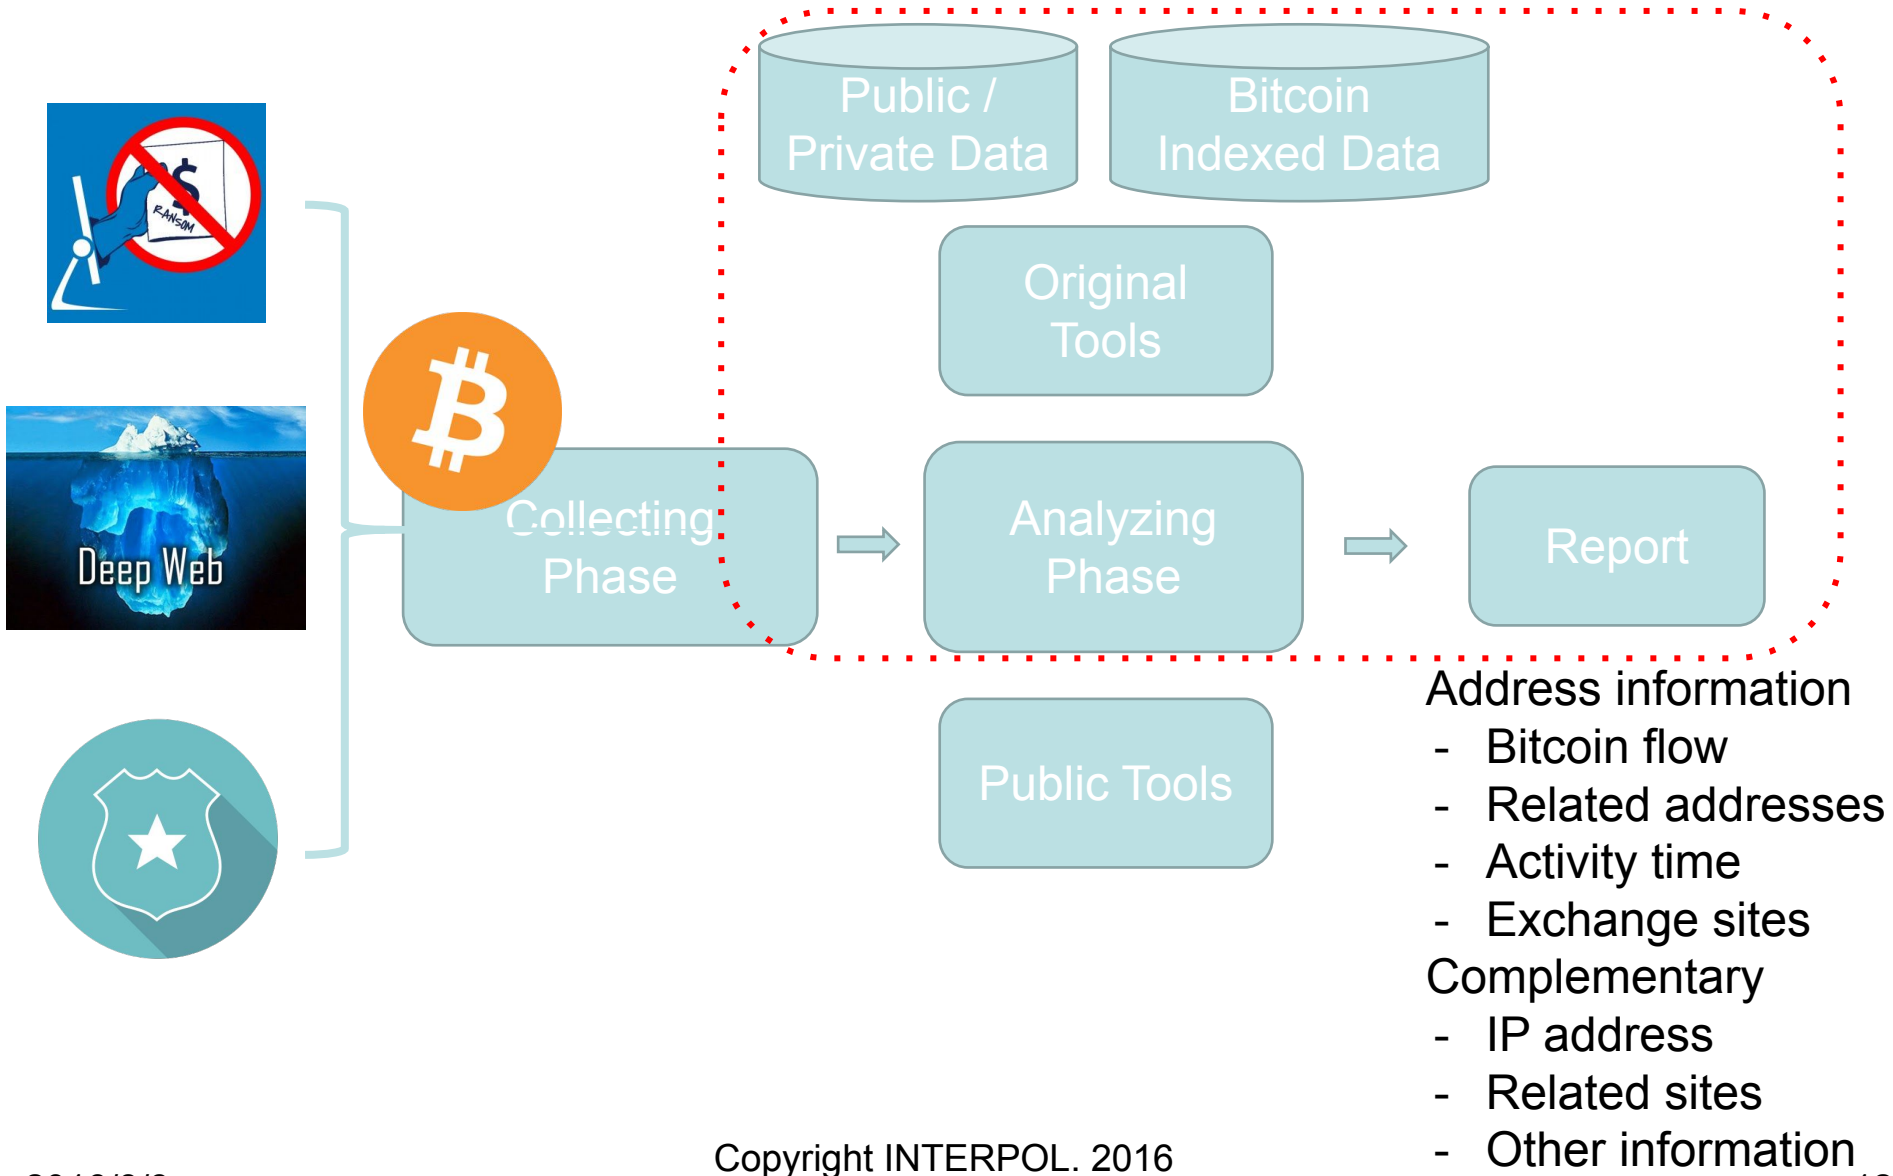 Public /
Private Data
Bitcoin
Indexed Data
$
RANSOM
Original
Tools
Deep Web
Collecting
Phase
Analyzing
Phase
Report
Public Tools
Address information
- Bitcoin flow
- Related addresses
- Activity time
- Exchange sites
Complementary
- IP address
- Related sites
- Other information
Copyright INTERPOL. 2016